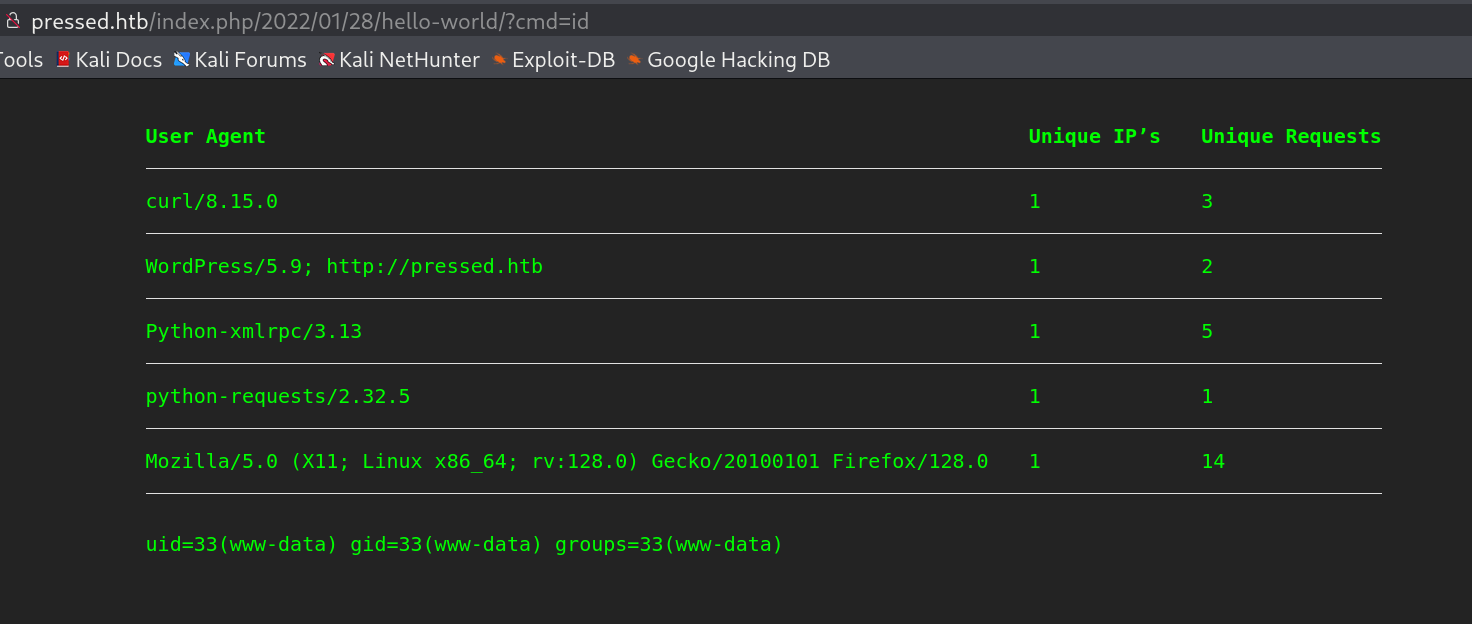 pressed.htb/index.php/2022/01/28/hello-world/?cmd=id
Tools Kali Docs Kali Forums Kali NetHunter Exploit-DB Google Hacking DB
User Agent Unique IP’s Unique Requests
curl/8.15.0 1 3
WordPress/5.9; http://pressed.htb 1 2
Python-xmlrpc/3.13 1 5
python-requests/2.32.5 1 1
Mozilla/5.0 (X11; Linux x86_64; rv:128.0) Gecko/20100101 Firefox/128.0 1 14
uid=33(www-data) gid=33(www-data) groups=33(www-data)